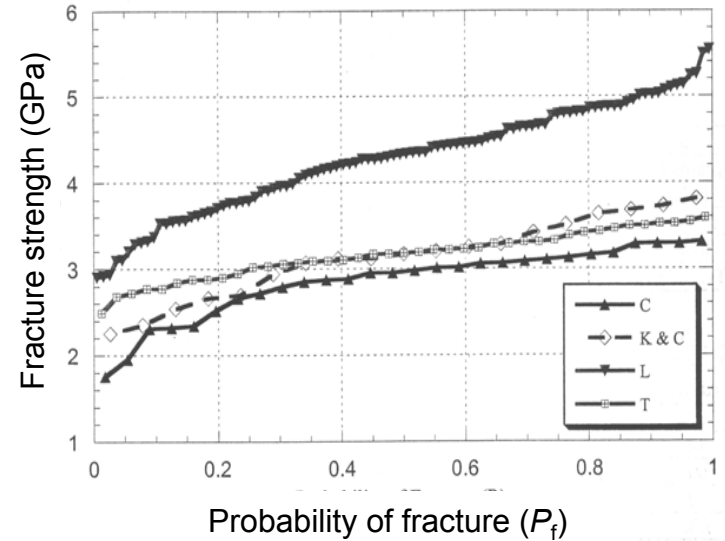 6
5
4
3
2
1
Fracture strength (GPa)
C
K & C
L
T
0 0.2 0.4 0.6 0.8 1
Probability of fracture (Pf)